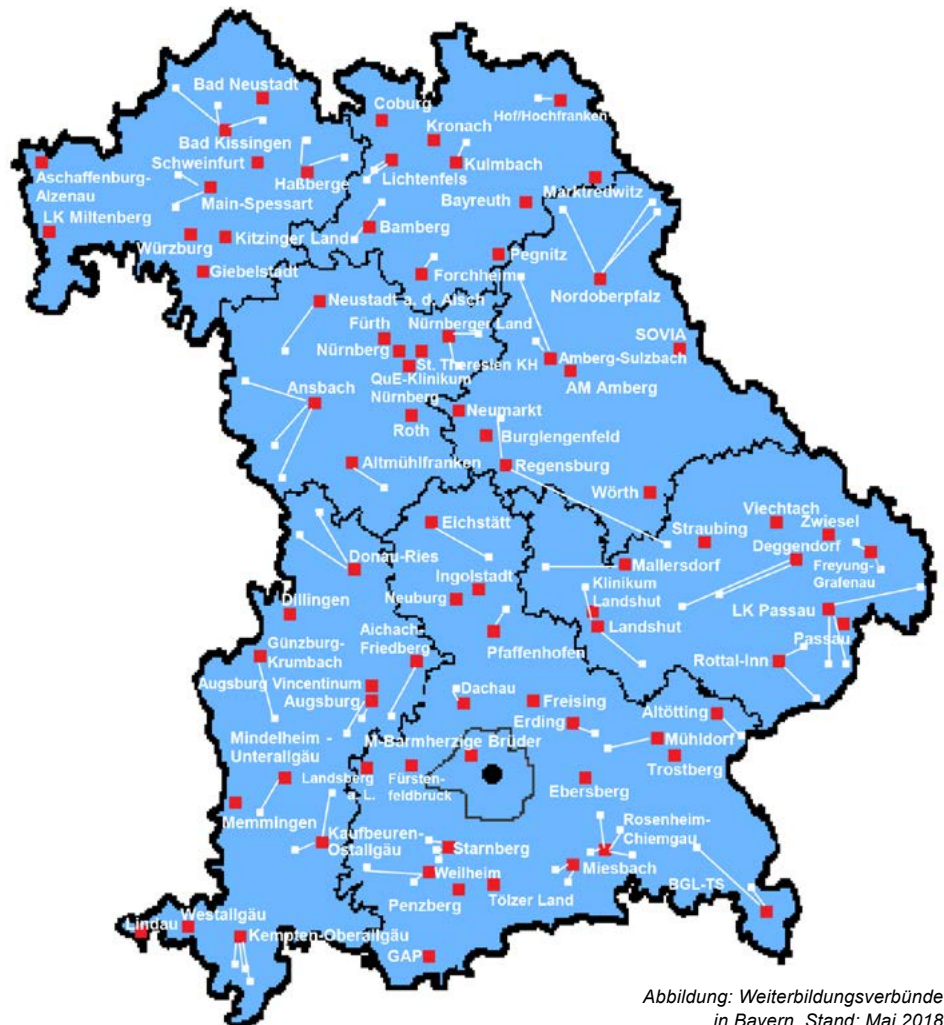 Bad Neustadt
Coburg
Hof/Hochfranken
Kronach
Bad Kissingen
Schweinfurt
Kulmbach
Aschaffenburg-
Alzenau
Haßberge
Lichtenfels
Marktredwitz
Main-Spessart
Bayreuth
LK Miltenberg
Bamberg
Würzburg
Kitzinger Land
Pegnitz
Giebelstadt
Forchheim
Nordoberpfalz
Neustadt a. d. Aisch
Fürth
Nürnberger Land
SOVIA
Nürnberg
St. Theresien KH
Amberg-Sulzbach
QuE-Klinikum
Nürnberg
AM Amberg
Ansbach
Neumarkt
Roth
Burglengenfeld
Altmühlfranken
Regensburg
Wörth
Viechtach
Eichstätt
Straubing
Zwiesel
Donau-Ries
Deggendorf
Mallersdorf
Freyung-
Grafenau
Ingolstadt
Klinikum
Landshut
Neuburg
Dillingen
LK Passau
Landshut
Passau
Günzburg-
Krumbach
Aichach-
Friedberg
Pfaffenhofen
Rottal-Inn
Augsburg Vincentinum
Augsburg
Dachau
Freising
Altötting
Erding
Mindelheim -
Unterallgäu
M-Barmherzige Brüder
Mühldorf
Trostberg
Landsberg
a. L.
Fürsten-
feldbruck
Ebersberg
Memmingen
Rosenheim-
Chiemgau
Kaufbeuren-
Ostallgäu
Starnberg
Miesbach
Weilheim
BGL-TS
Penzberg
Tölzer Land
Westallgäu
Lindau
Kempten-Oberallgäu
GAP
Abbildung: Weiterbildungsverbünde
in Bayern, Stand: Mai 2018